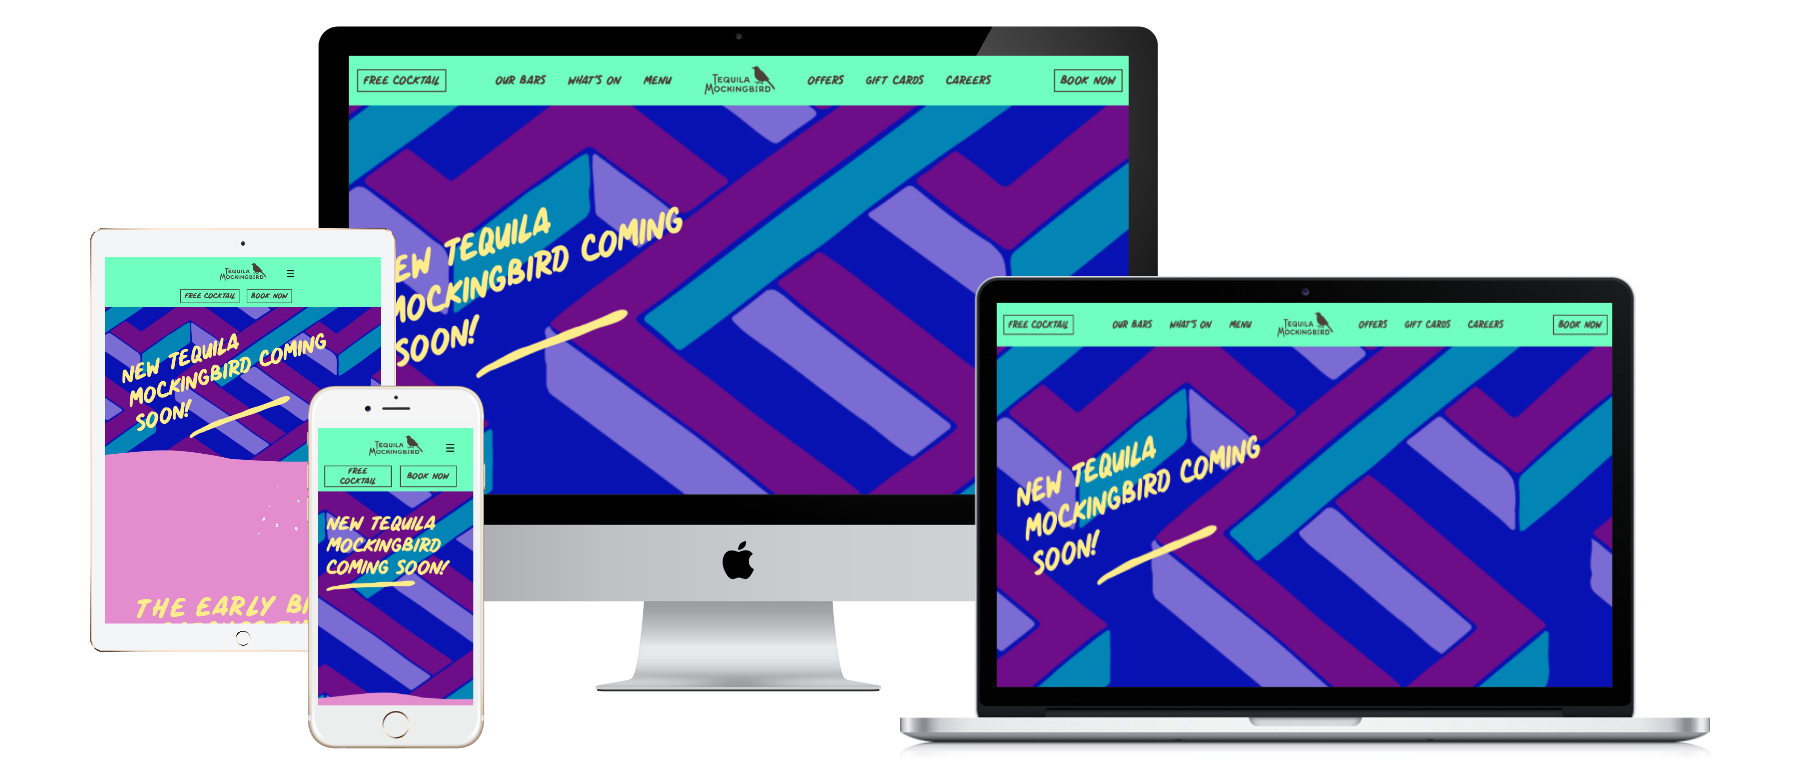 FREE COCKTAIL
OUR BARS
WHAT'S ON
MENU
TEQUILA
MOCKINGBIRD
OFFERS
GIFT CARDS
CAREERS
BOOK NOW
TEQUILA
MOCKINGBIRD COMING
SOON!
TEQUILA
MOCKINGBIRD
FREE COCKTAIL
BOOK NOW
NEW TEQUILA
MOCKINGBIRD COMING
SOON!
THE EARLY
TEQUILA
MOCKINGBIRD
FREE
COCKTAIL
BOOK NOW
NEW TEQUILA
MOCKINGBIRD
COMING SOON!
FREE COCKTAIL
OUR BARS
WHAT'S ON
MENU
TEQUILA
MOCKINGBIRD
OFFERS
GIFT CARDS
CAREERS
BOOK NOW
NEW TEQUILA
MOCKINGBIRD COMING
SOON!